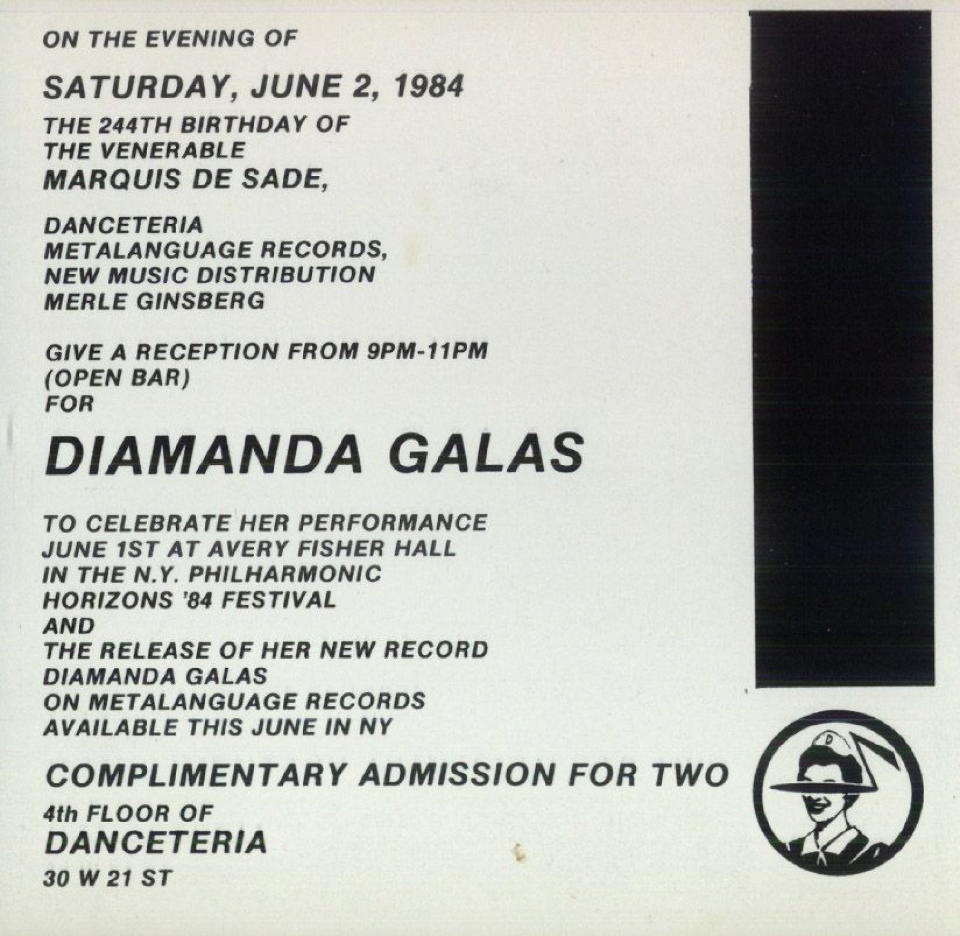 ON THE EVENING OF
SATURDAY, JUNE 2, 1984
THE 244TH BIRTHDAY OF
THE VENERABLE
MARQUIS DE SADE,
DANCETERIA
METALANGUAGE RECORDS,
NEW MUSIC DISTRIBUTION
MERLE GINSBERG
GIVE A RECEPTION FROM 9PM-11PM
(OPEN BAR)
FOR
DIAMANDA GALAS
TO CELEBRATE HER PERFORMANCE
JUNE 1ST AT AVERY FISHER HALL
IN THE N.Y. PHILHARMONIC
HORIZONS '84 FESTIVAL
AND
THE RELEASE OF HER NEW RECORD
DIAMANDA GALAS
ON METALANGUAGE RECORDS
AVAILABLE THIS JUNE IN NY
COMPLIMENTARY ADMISSION FOR TWO
4th FLOOR OF
DANCETERIA
30 W 21 ST
D